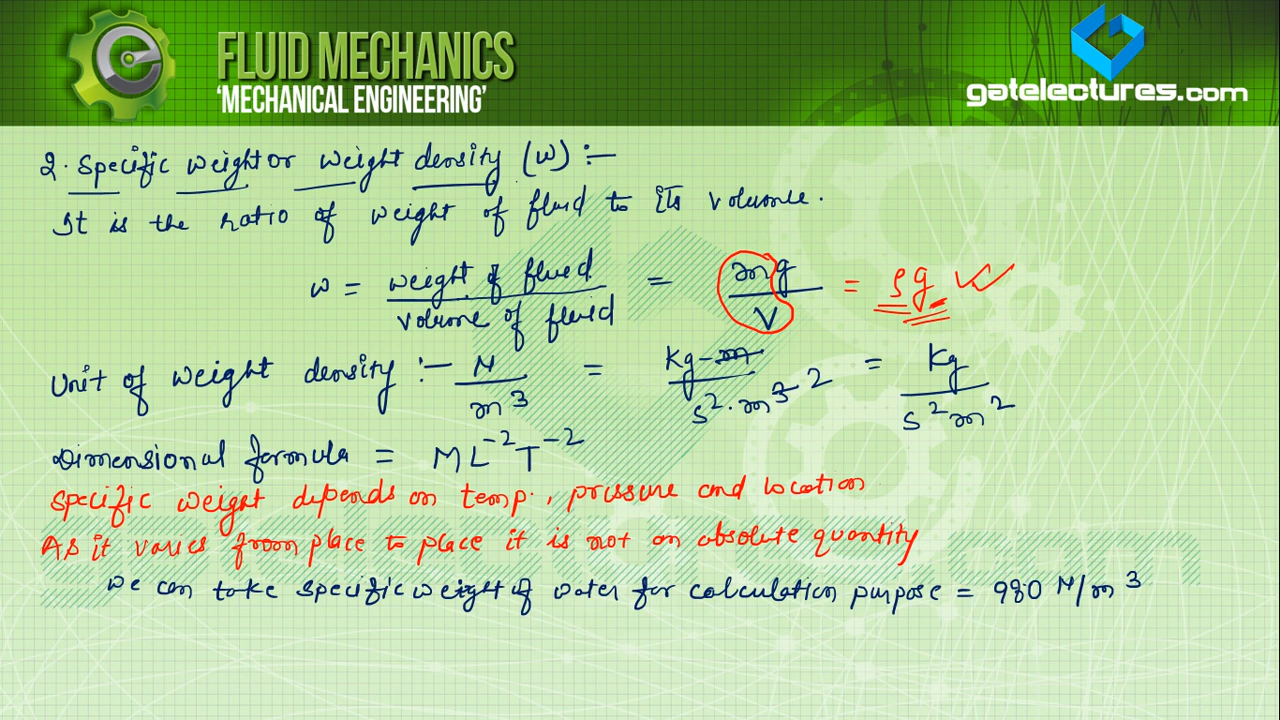 FLUID MECHANICS
'MECHANICAL ENGINEERING'
gatelectures.com
2. Specific weight or weight density (w) :-
It is the ratio of weight of fluid to its volume.
w = weight of fluid / volume of fluid = mg / V = ρg
Unit of weight density :- N / m³ = kg-m / s².m³ 2 = kg / s²m²
Dimensional formula = ML⁻²T⁻²
Specific weight depends on temp., pressure and location
As it varies from place to place it is not an absolute quantity
We can take specific weight of water for calculation purpose = 980 N/m³